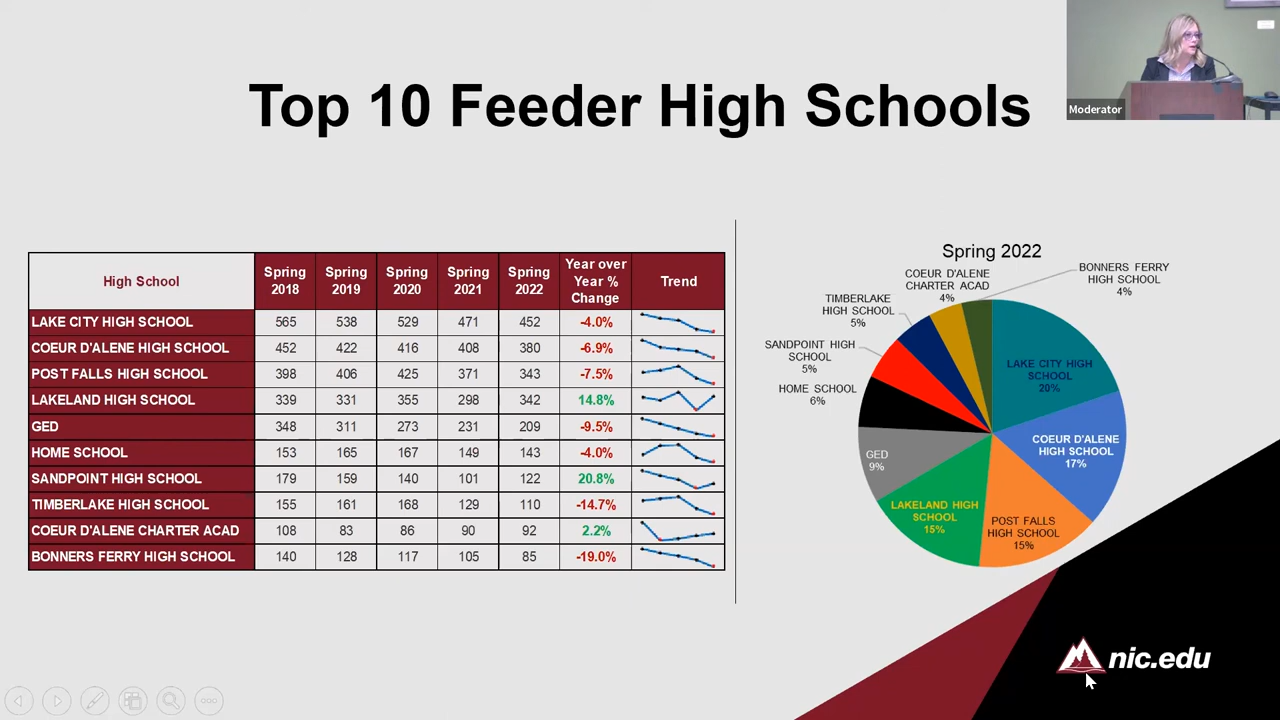 Moderator
Top 10 Feeder High Schools
High School Spring 2018 Spring 2019 Spring 2020 Spring 2021 Spring 2022 Year over Year % Change Trend
LAKE CITY HIGH SCHOOL 565 538 529 471 452 -4.0%
COEUR D'ALENE HIGH SCHOOL 452 422 416 408 380 -6.9%
POST FALLS HIGH SCHOOL 398 406 425 371 343 -7.5%
LAKELAND HIGH SCHOOL 339 331 355 298 342 14.8%
GED 348 311 273 231 209 -9.5%
HOME SCHOOL 153 165 167 149 143 -4.0%
SANDPOINT HIGH SCHOOL 179 159 140 101 122 20.8%
TIMBERLAKE HIGH SCHOOL 155 161 168 129 110 -14.7%
COEUR D'ALENE CHARTER ACAD 108 83 86 90 92 2.2%
BONNERS FERRY HIGH SCHOOL 140 128 117 105 85 -19.0%
Spring 2022
BONNERS FERRY
HIGH SCHOOL
4%
COEUR D'ALENE
CHARTER ACAD
4%
TIMBERLAKE
HIGH SCHOOL
5%
SANDPOINT HIGH
SCHOOL
5%
HOME SCHOOL
6%
GED
9%
LAKELAND HIGH
SCHOOL
15%
POST FALLS
HIGH SCHOOL
15%
COEUR D'ALENE
HIGH SCHOOL
17%
LAKE CITY HIGH
SCHOOL
20%
nic.edu